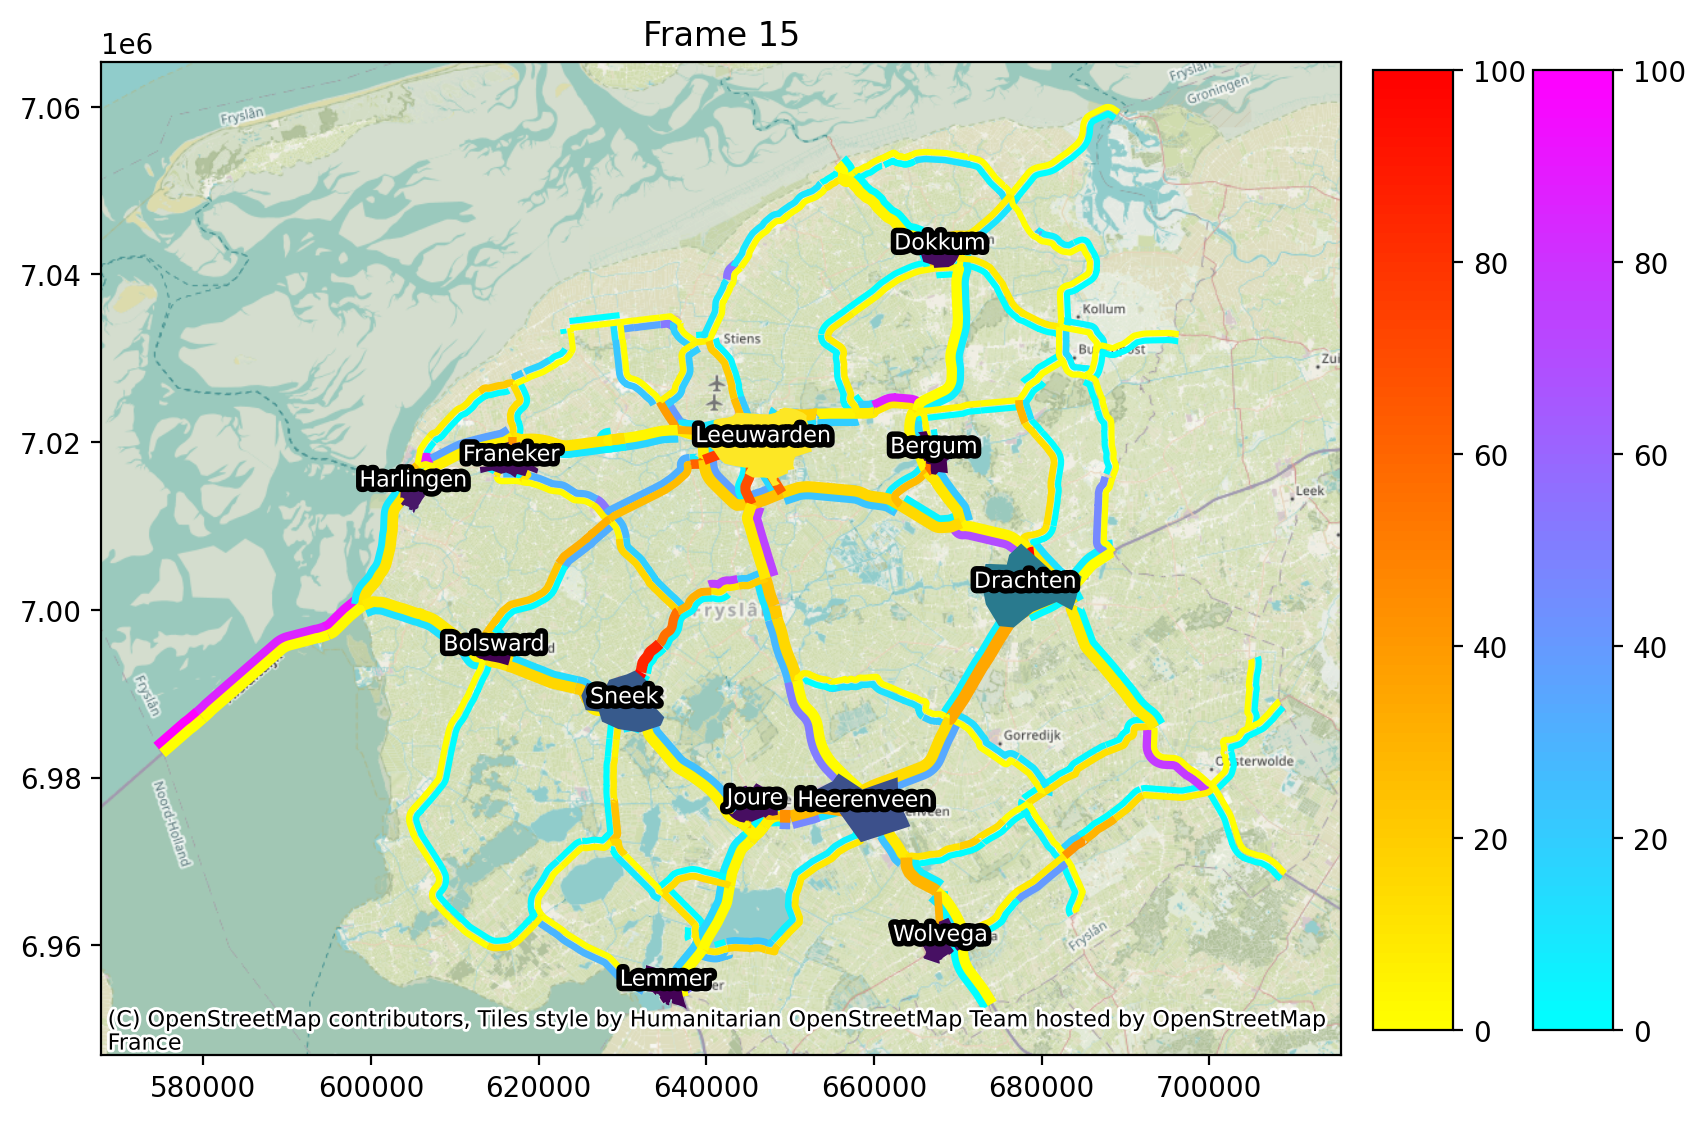 Frame 15
1e6
100
100
7.06
7.04
7.02
7.00
6.98
6.96
80
80
60
60
40
40
20
20
0
0
580000
600000
620000
640000
660000
680000
700000
Fryslân
Fryslân
Groningen
Dokkum
Kollum
Stiens
Leeuwarden
Bergum
Franeker
Harlingen
Leek
Drachten
Fryslân
Bolsward
Sneek
Fryslân
Gorredijk
Oosterwolde
Joure
Heerenveen
Noord-Holland
Wolvega
Fryslân
Lemmer
(C) OpenStreetMap contributors, Tiles style by Humanitarian OpenStreetMap Team hosted by OpenStreetMap
France